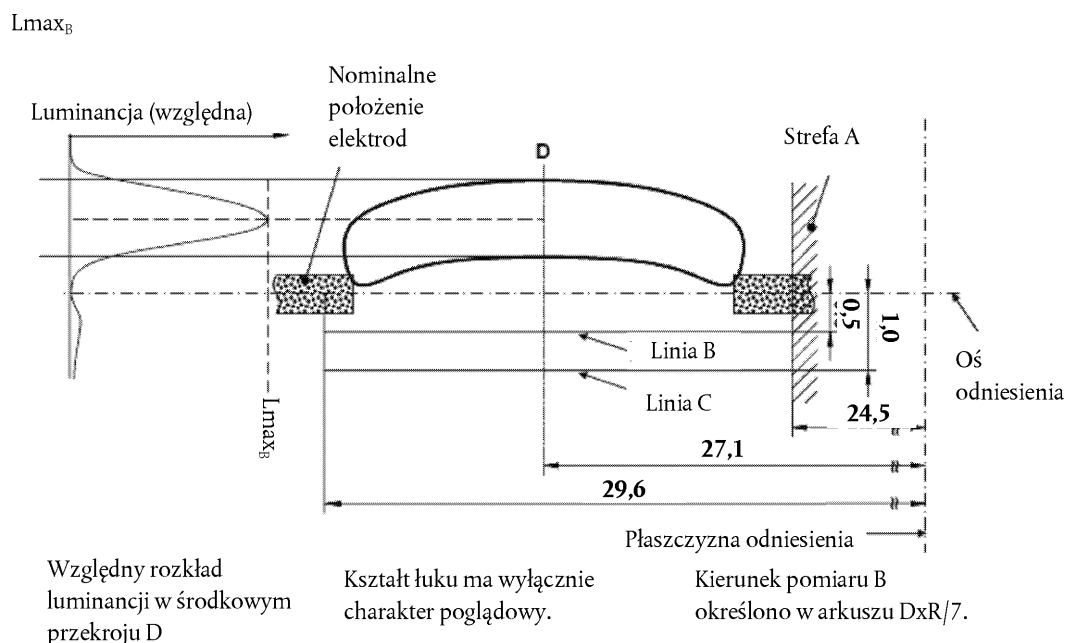 Lmax_B
Nominalne
położenie
elektrod
Luminancja (względna)
D
Strefa A
0,5
1,0
Linia B
Linia C
Oś
odniesienia
Lmax_B
24,5
27,1
29,6
Płaszczyzna odniesienia
Względny rozkład
luminancji w środkowym
przekroju D
Kształt łuku ma wyłącznie
charakter poglądowy.
Kierunek pomiaru B
określono w arkuszu DxR/7.